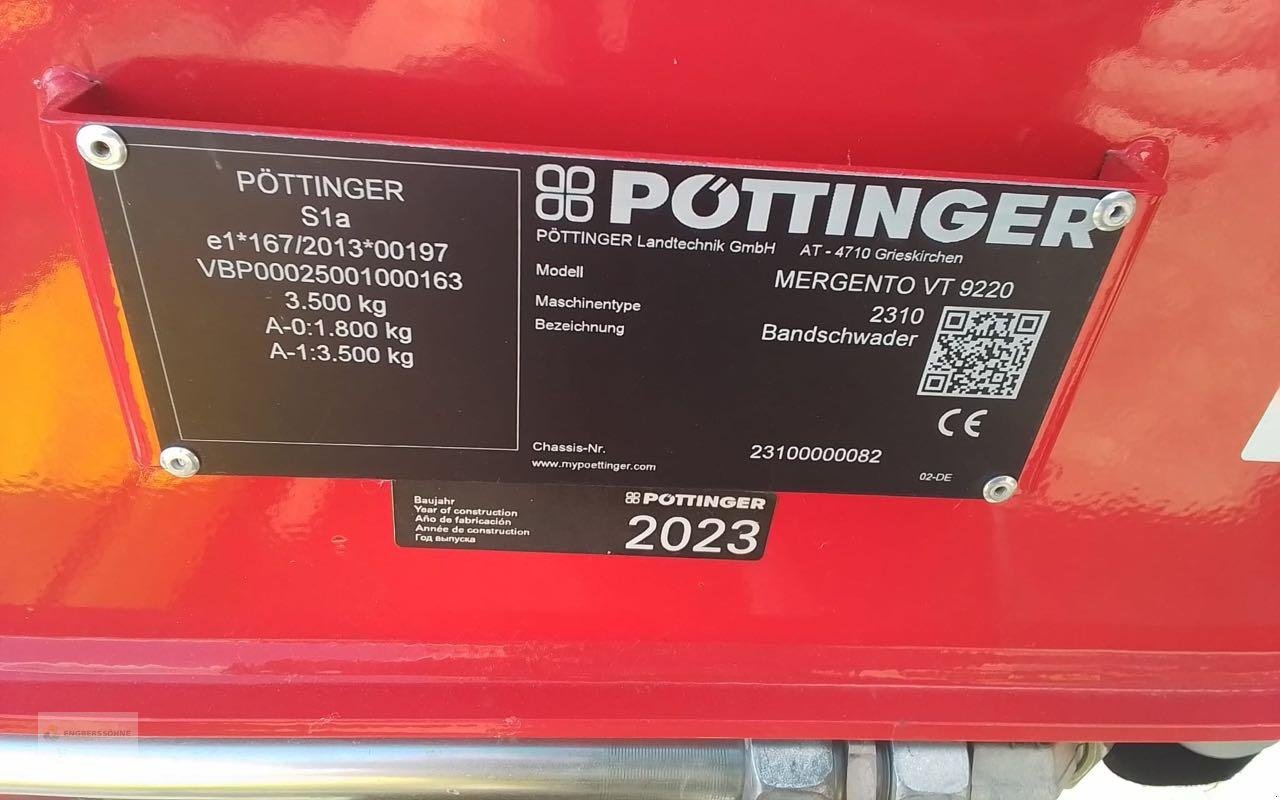 PÖTTINGER
S1a
e1*167/2013*00197
VBP00025001000163
3.500 kg
A-0:1.800 kg
A-1:3.500 kg
PÖTTINGER
PÖTTINGER Landtechnik GmbH AT - 4710 Grieskirchen
Modell MERGENTO VT 9220
Maschinentype 2310
Bezeichnung Bandschwader
CE
Chassis-Nr. 23100000082
www.mypoettinger.com
02-DE
Baujahr
Year of construction
Año de fabricación
Année de construction
Год выпуска
PÖTTINGER
2023
ENGBERS SÖHNE